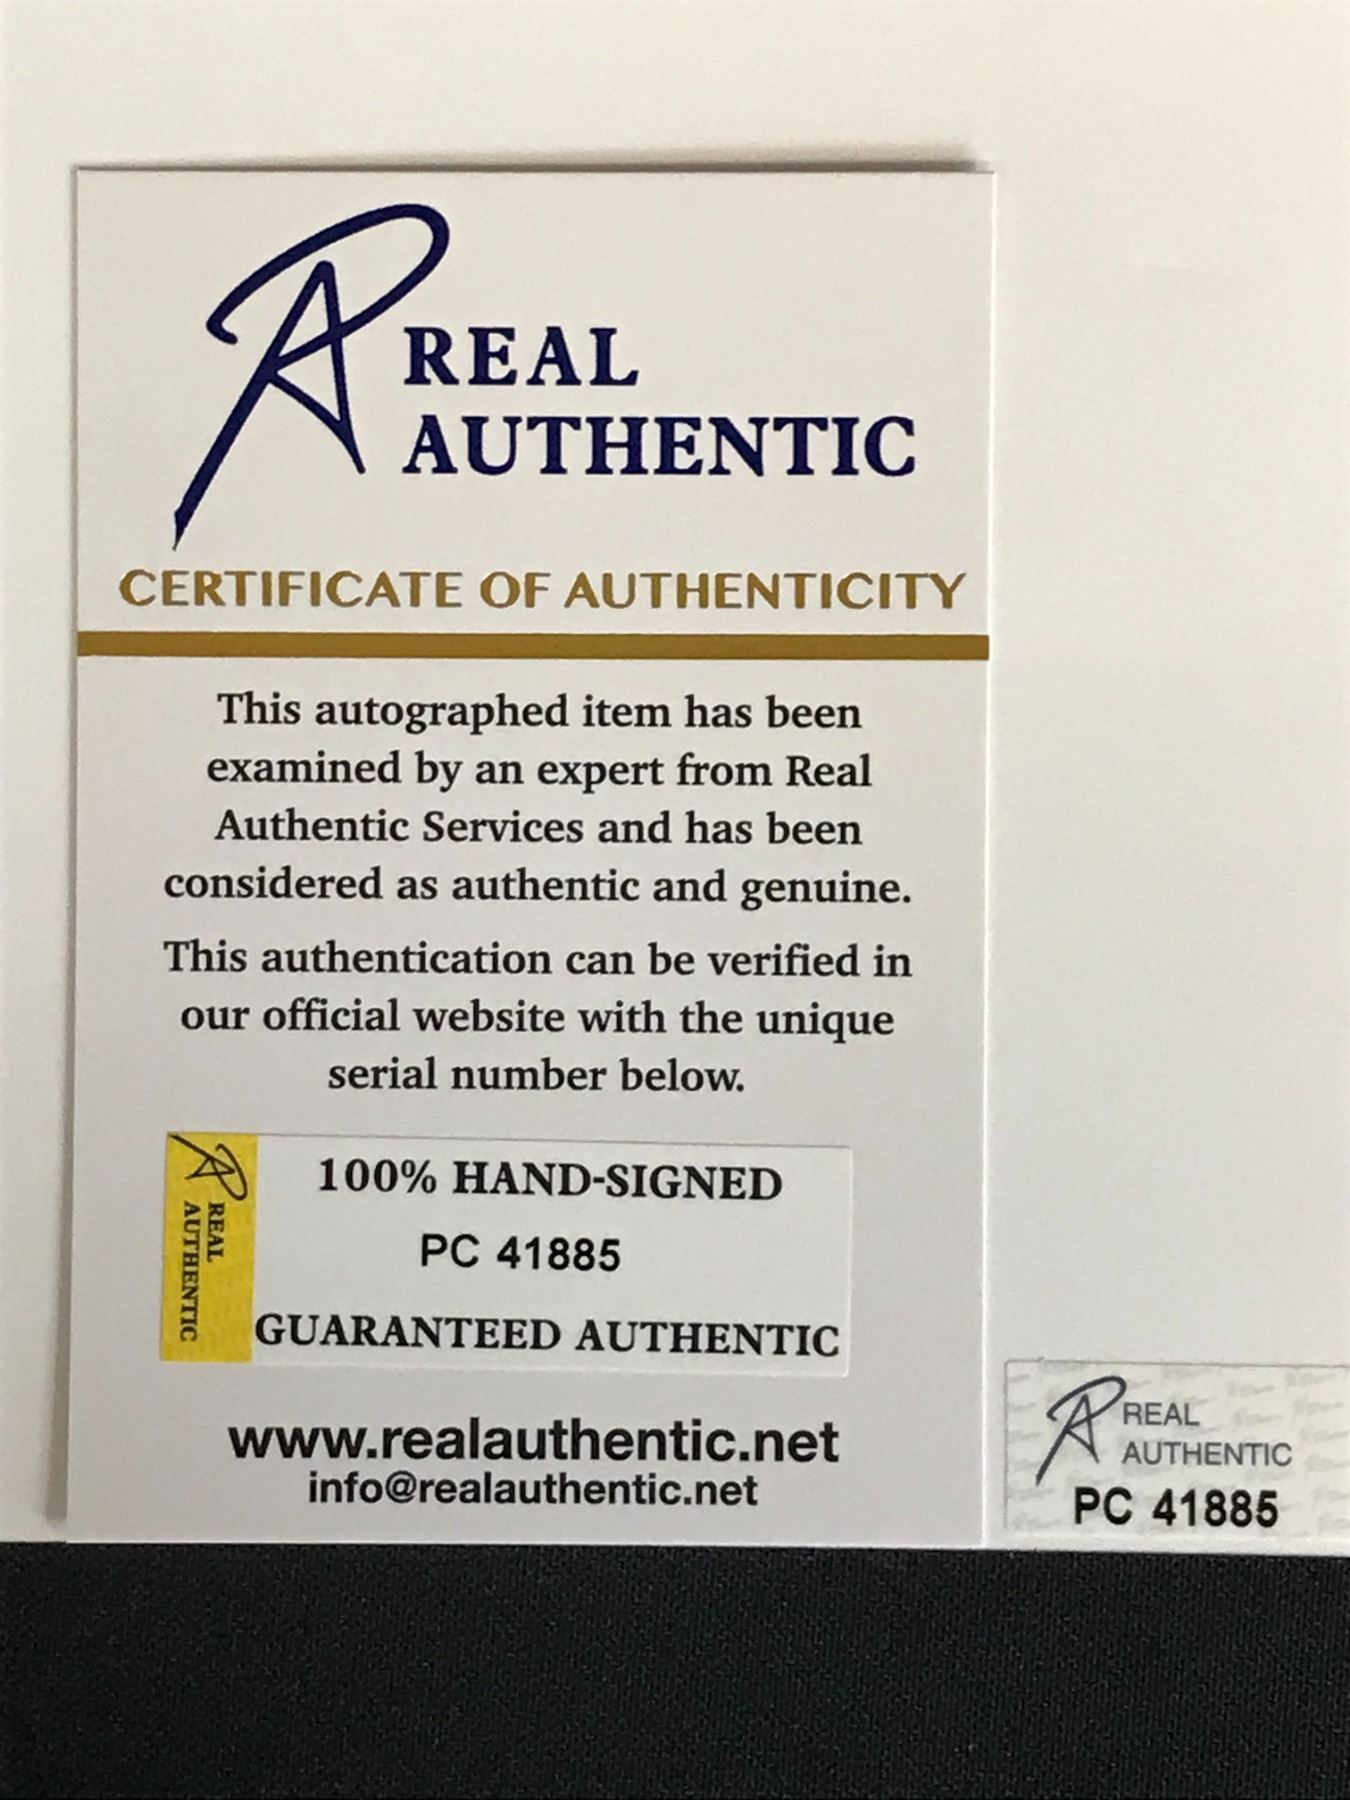 REAL
AUTHENTIC
CERTIFICATE OF AUTHENTICITY
This autographed item has been
examined by an expert from Real
Authentic Services and has been
considered as authentic and genuine.
This authentication can be verified in
our official website with the unique
serial number below.
REAL
AUTHENTIC
100% HAND-SIGNED
PC 41885
GUARANTEED AUTHENTIC
www.realauthentic.net
info@realauthentic.net
REAL
AUTHENTIC
PC 41885